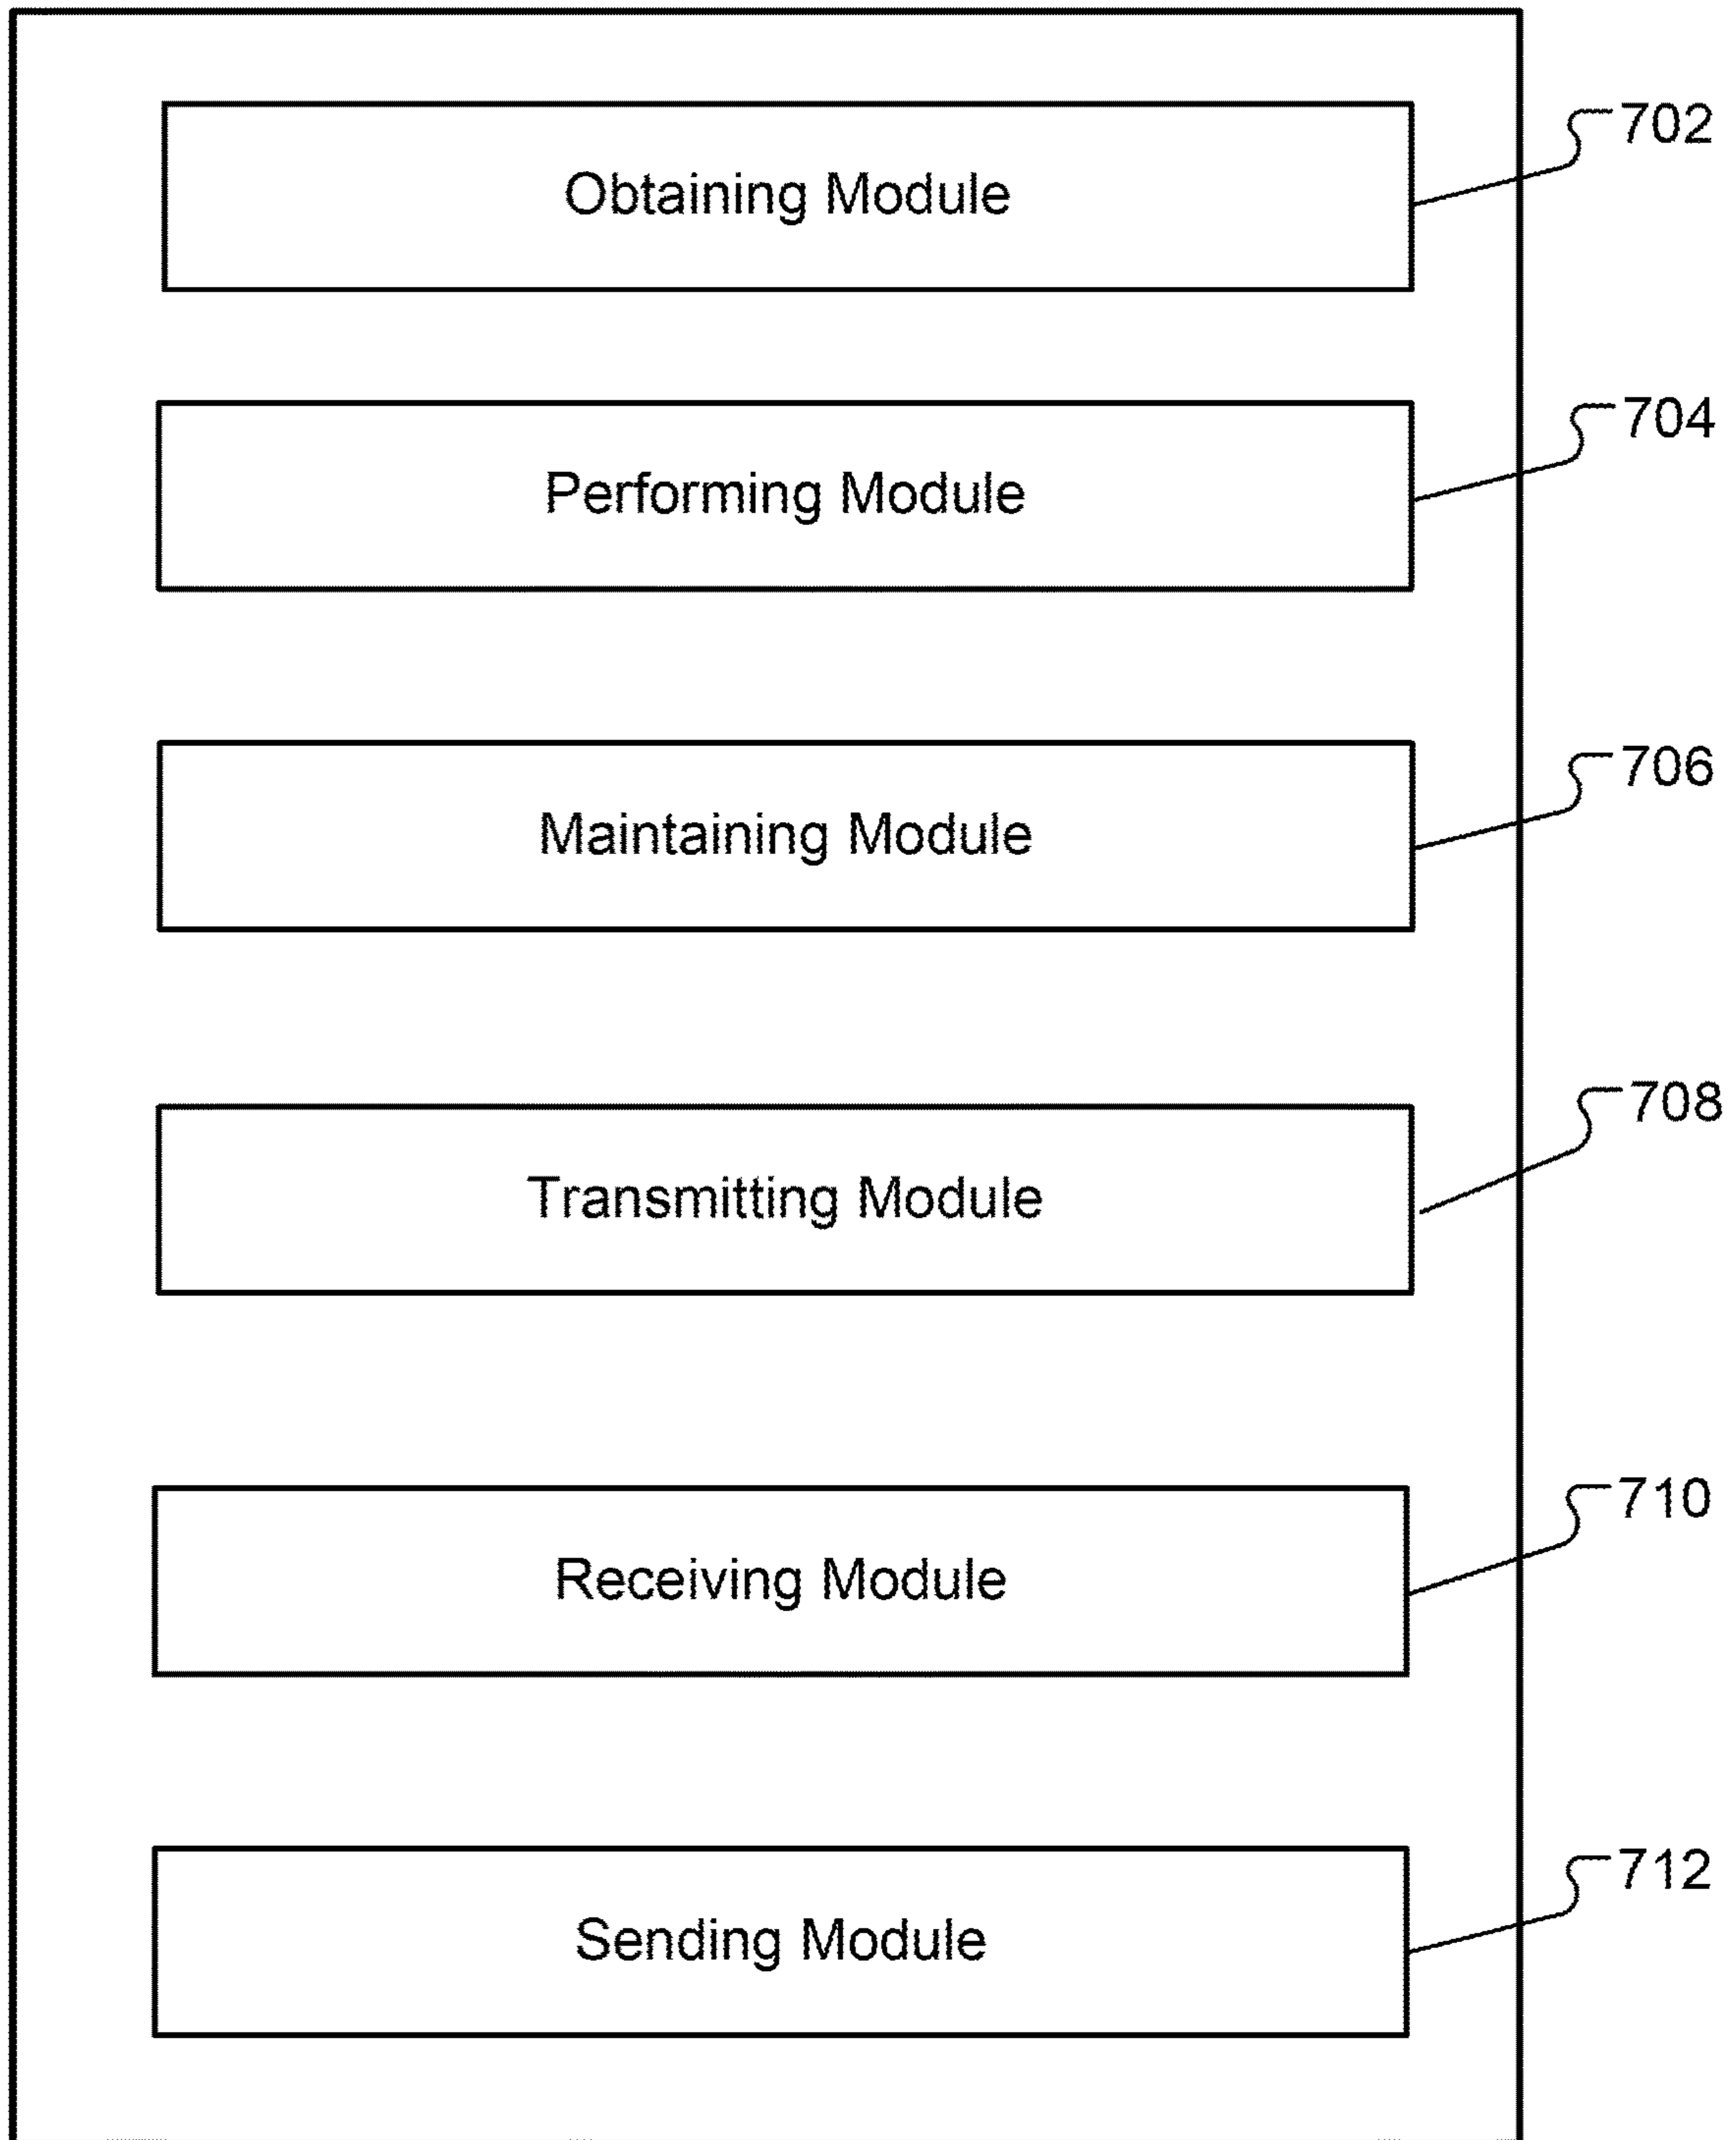 Obtaining Module
702
Performing Module
704
Maintaining Module
706
Transmitting Module
708
Receiving Module
710
Sending Module
712